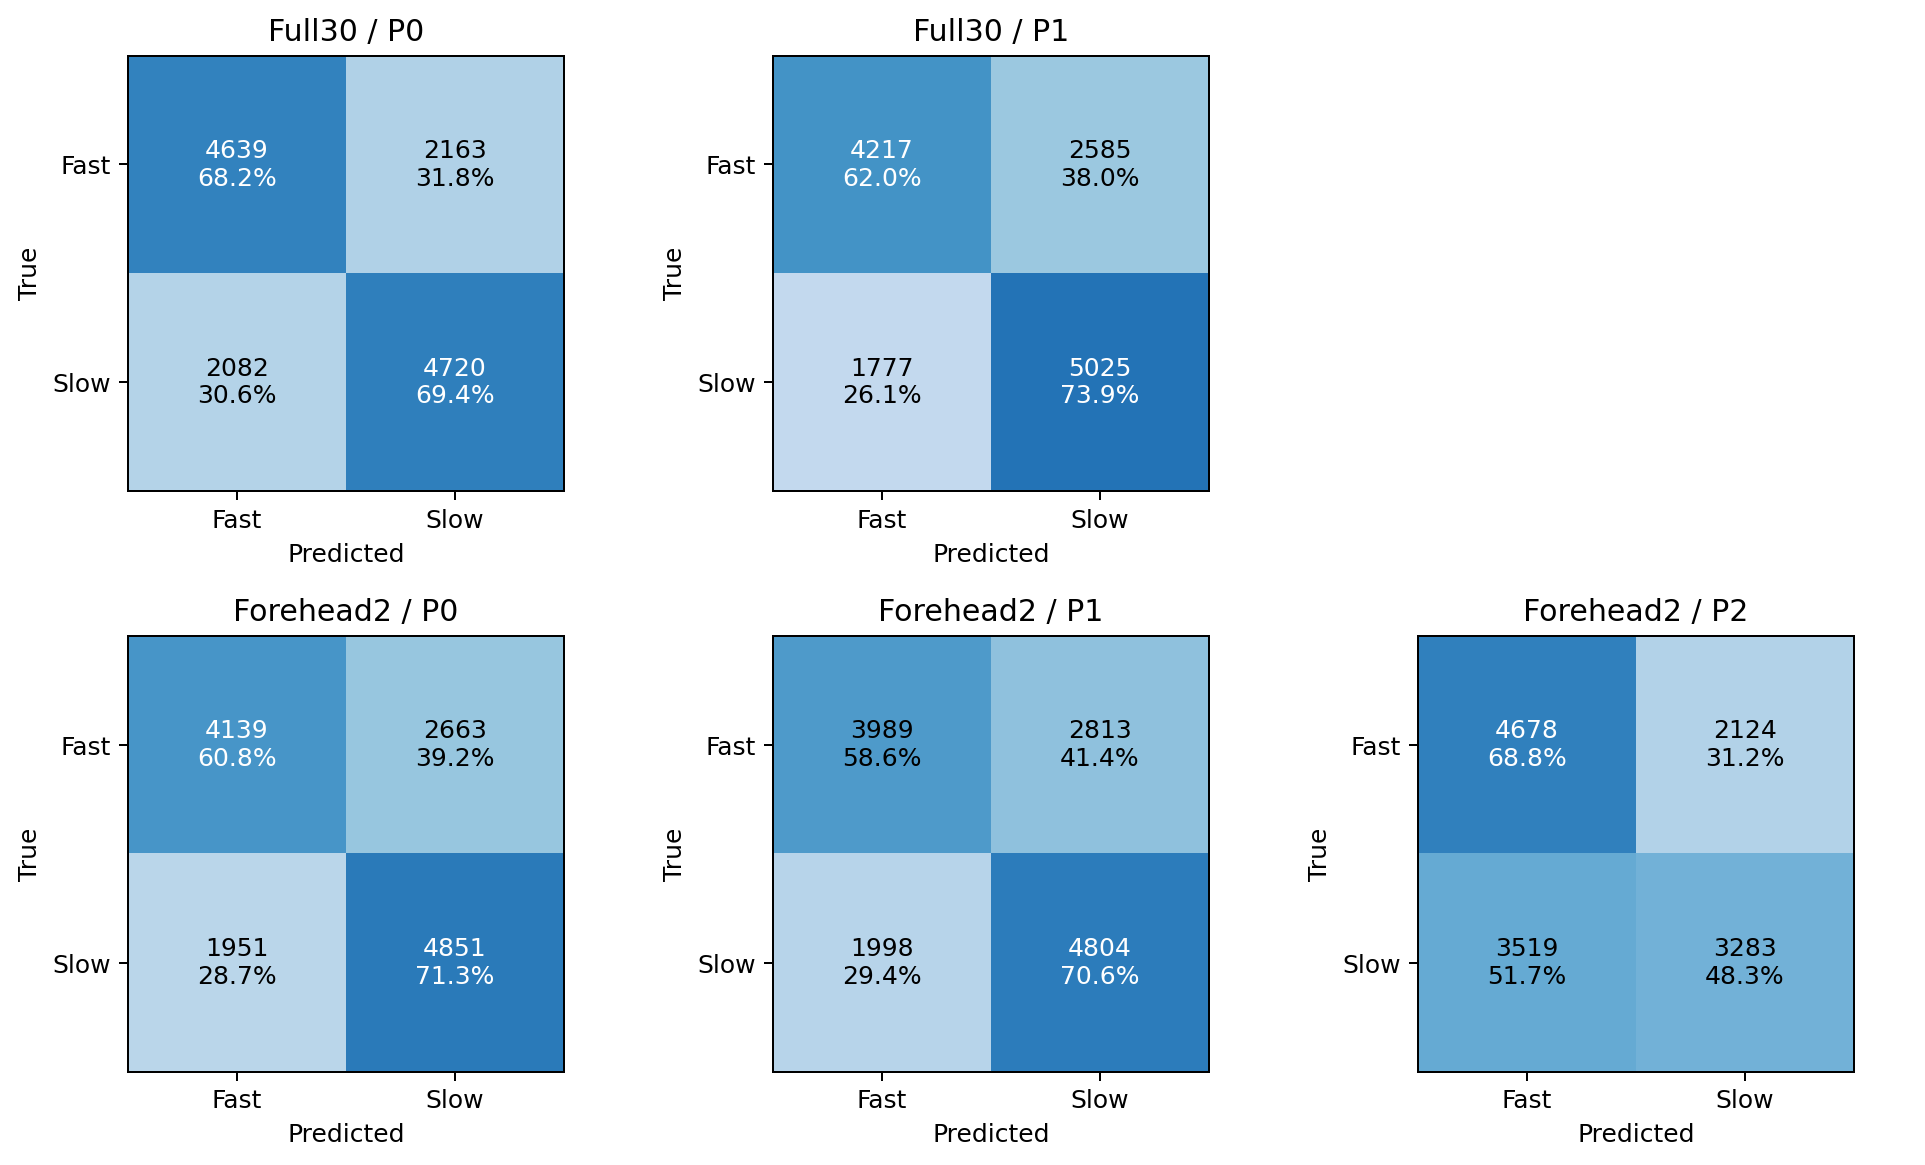 Full30 / P0
True
Fast
4639
68.2%
2163
31.8%
Slow
2082
30.6%
4720
69.4%
Fast
Slow
Predicted
Full30 / P1
True
Fast
4217
62.0%
2585
38.0%
Slow
1777
26.1%
5025
73.9%
Fast
Slow
Predicted
Forehead2 / P0
True
Fast
4139
60.8%
2663
39.2%
Slow
1951
28.7%
4851
71.3%
Fast
Slow
Predicted
Forehead2 / P1
True
Fast
3989
58.6%
2813
41.4%
Slow
1998
29.4%
4804
70.6%
Fast
Slow
Predicted
Forehead2 / P2
True
Fast
4678
68.8%
2124
31.2%
Slow
3519
51.7%
3283
48.3%
Fast
Slow
Predicted